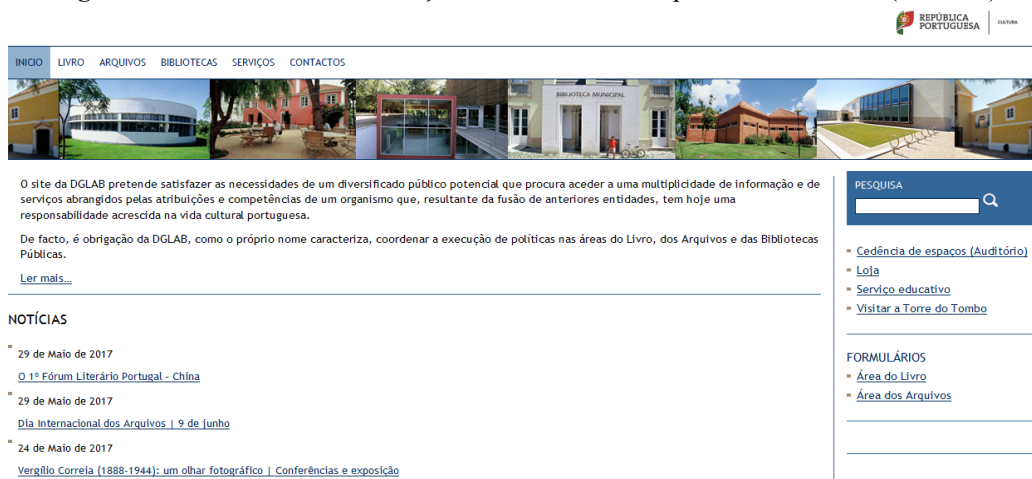 REPÚBLICA
PORTUGUESA
CULTURA
INICIO LIVRO ARQUIVOS BIBLIOTECAS SERVIÇOS CONTACTOS
BIBLIOTECA MUNICIPAL
O site da DGLAB pretende satisfazer as necessidades de um diversificado público potencial que procura aceder a uma multiplicidade de informação e de
serviços abrangidos pelas atribuições e competências de um organismo que, resultante da fusão de anteriores entidades, tem hoje uma
responsabilidade acrescida na vida cultural portuguesa.
De facto, é obrigação da DGLAB, como o próprio nome caracteriza, coordenar a execução de políticas nas áreas do Livro, dos Arquivos e das Bibliotecas
Públicas.
Ler mais...
NOTÍCIAS
29 de Maio de 2017
O 1º Fórum Literário Portugal - China
29 de Maio de 2017
Dia Internacional dos Arquivos | 9 de junho
24 de Maio de 2017
Vergílio Correia (1888-1944): um olhar fotográfico | Conferências e exposição
PESQUISA
Cedência de espaços (Auditório)
Loja
Serviço educativo
Visitar a Torre do Tombo
FORMULÁRIOS
Área do Livro
Área dos Arquivos